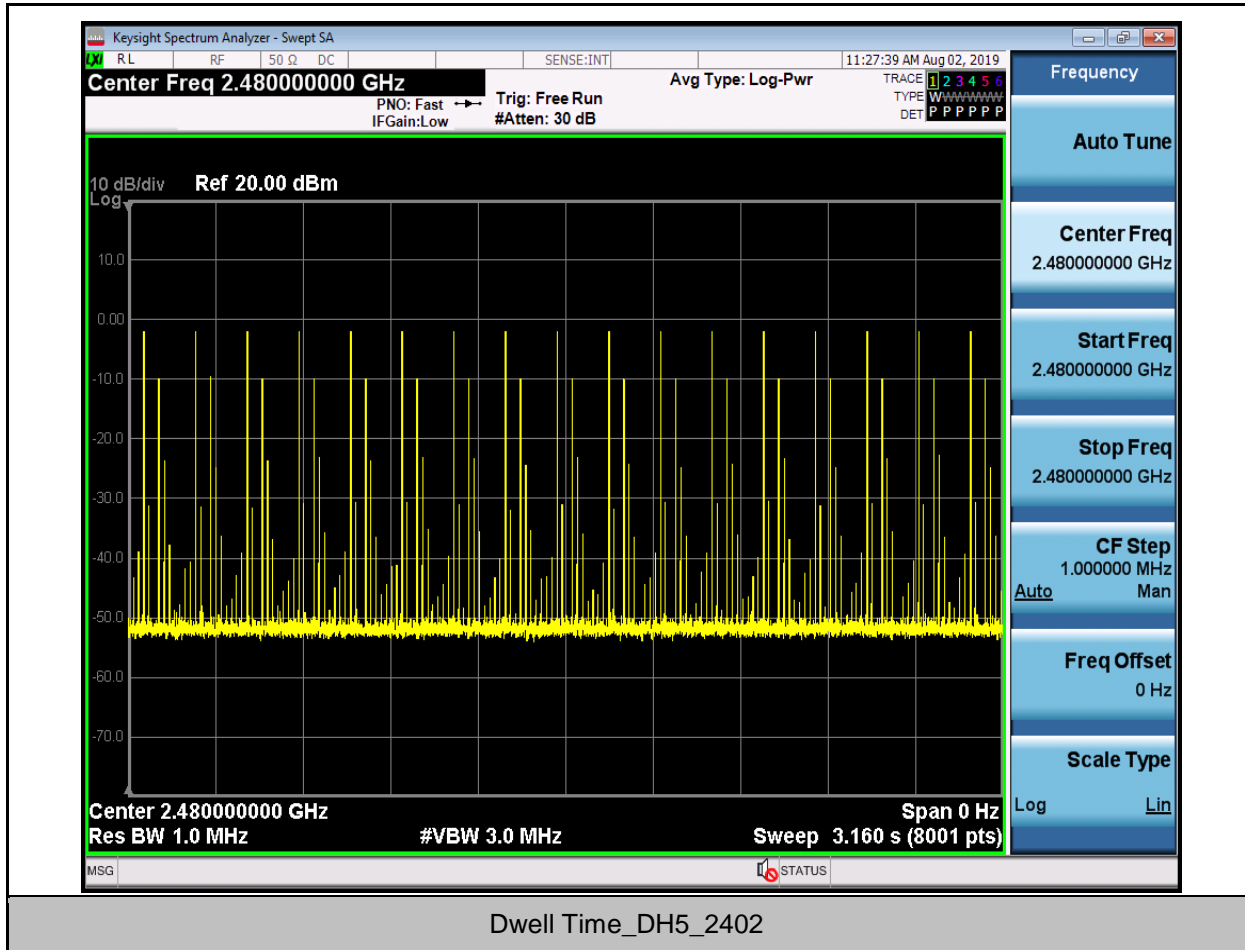 Keysight Spectrum Analyzer - Swept SA
LXI RL RF 50 Ω DC SENSE:INT 11:27:39 AM Aug 02, 2019
Center Freq 2.480000000 GHz
PNO: Fast
IFGain:Low
Trig: Free Run
#Atten: 30 dB
Avg Type: Log-Pwr
TRACE 1 2 3 4 5 6
TYPE WWWWWW
DET P P P P P P
10 dB/div Ref 20.00 dBm
Log
10.0
0.00
-10.0
-20.0
-30.0
-40.0
-50.0
-60.0
-70.0
Center 2.480000000 GHz Span 0 Hz
Res BW 1.0 MHz #VBW 3.0 MHz Sweep 3.160 s (8001 pts)
MSG STATUS
Frequency
Auto Tune
Center Freq
2.480000000 GHz
Start Freq
2.480000000 GHz
Stop Freq
2.480000000 GHz
CF Step
1.000000 MHz
Auto Man
Freq Offset
0 Hz
Scale Type
Log Lin
Dwell Time_DH5_2402